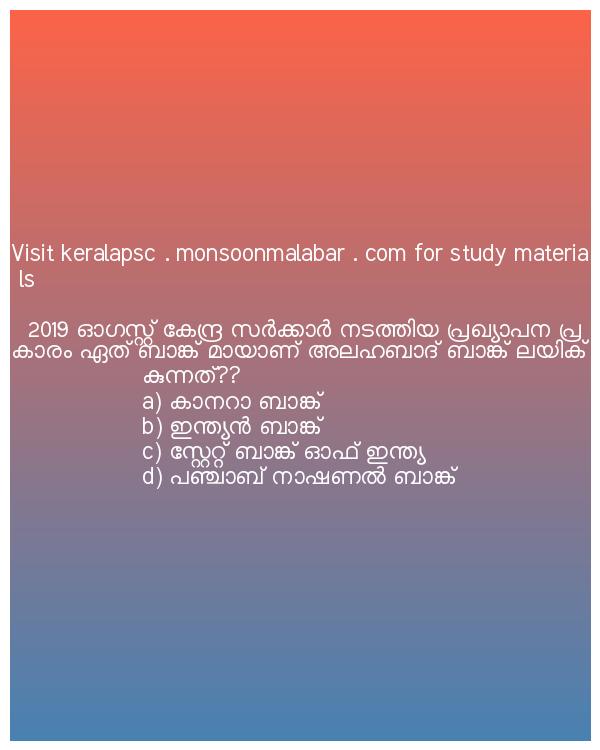 Visit keralapsc . monsoonmalabar . com for study materia
ls
2019 ഓഗസ്റ്റ് കേന്ദ്ര സർക്കാർ നടത്തിയ പ്രഖ്യാപന പ്ര
കാരം ഏത് ബാങ്ക് മായാണ് അലഹബാദ് ബാങ്ക് ലയിക്
കുന്നത്??
a) കാനറാ ബാങ്ക്
b) ഇന്ത്യൻ ബാങ്ക്
c) സ്റ്റേറ്റ് ബാങ്ക് ഓഫ് ഇന്ത്യ
d) പഞ്ചാബ് നാഷണൽ ബാങ്ക്